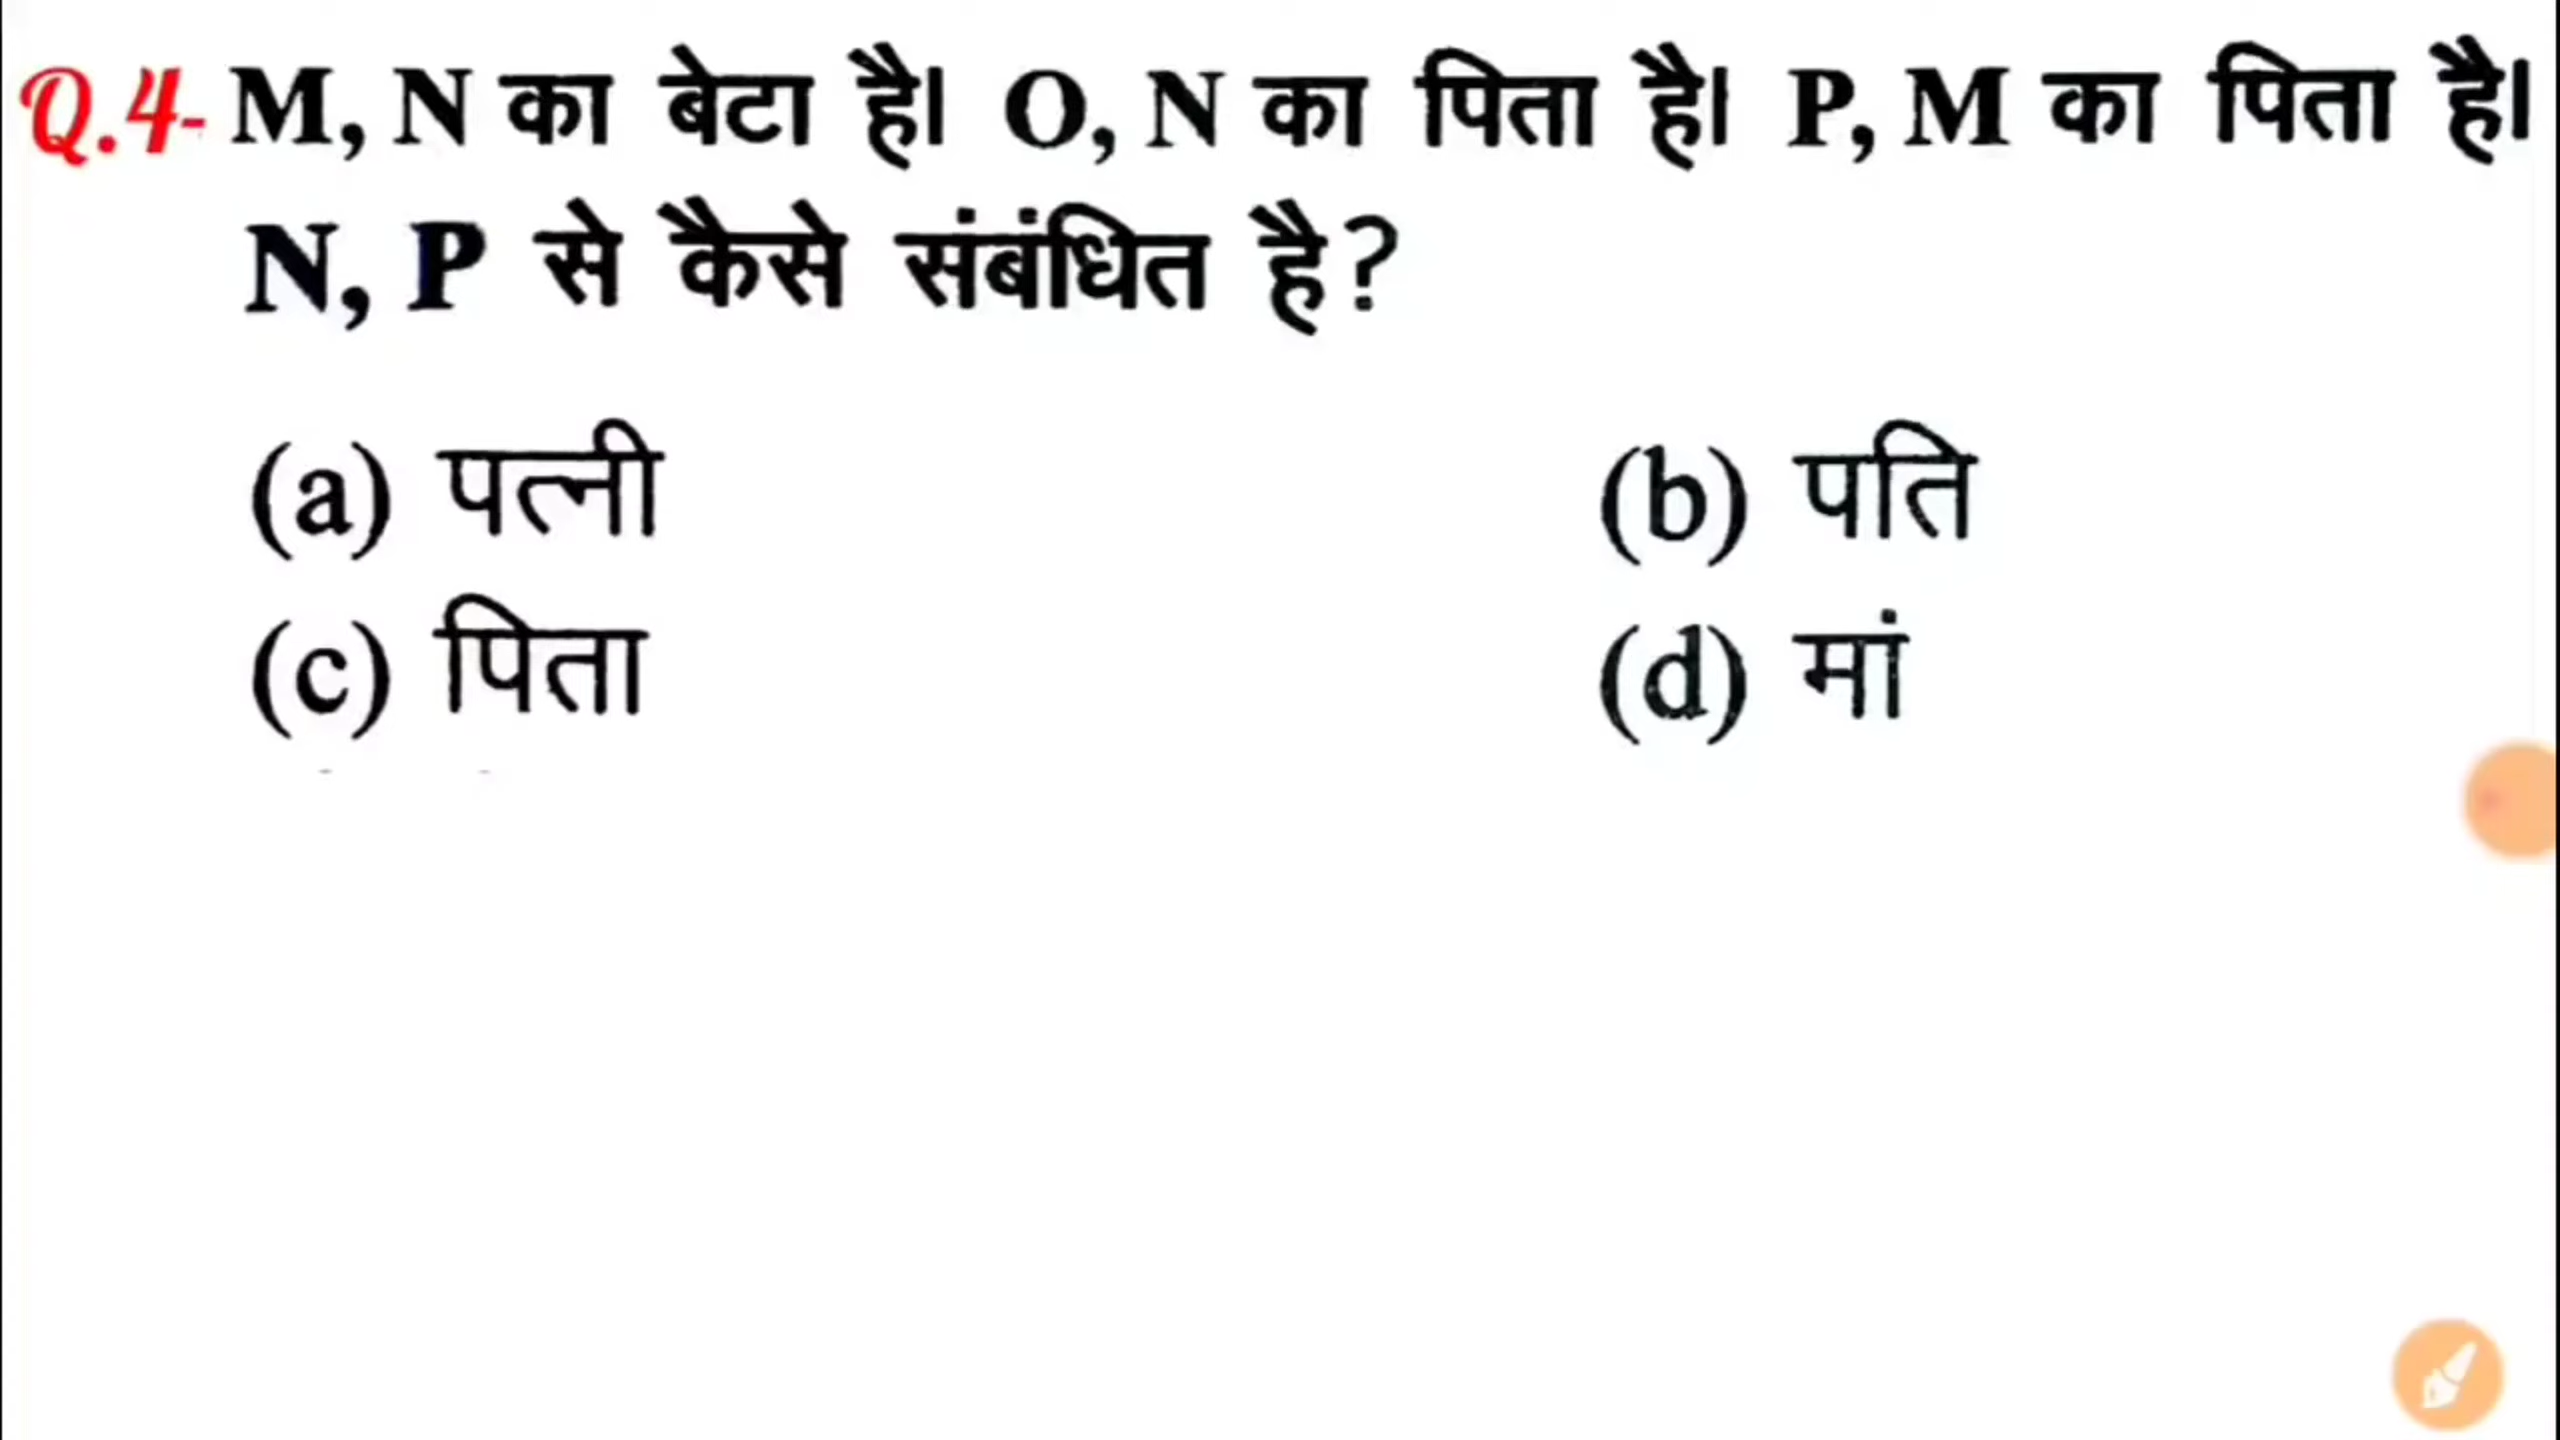 Q.4- M, N का बेटा है। O, N का पिता है। P, M का पिता है।
N, P से कैसे संबंधित है?
(a) पत्नी (b) पति
(c) पिता (d) मां